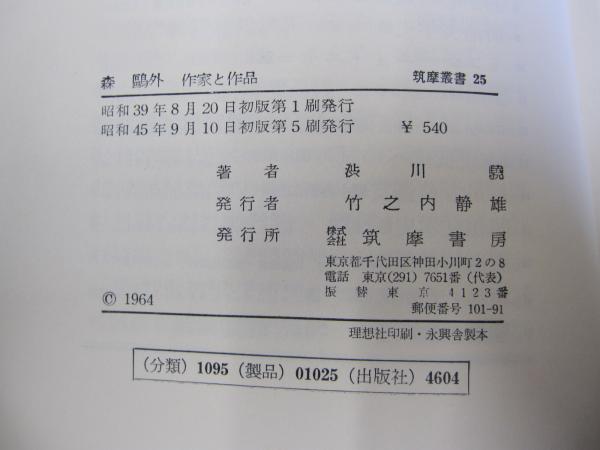 森 鷗外 作家と作品 筑摩叢書 25
昭和39年8月20日初版第1刷発行
昭和45年9月10日初版第5刷発行 ¥ 540
著者 渋川驍
発行者 竹之内静雄
発行所 株式会社 筑摩書房
東京都千代田区神田小川町2の8
電話 東京(291) 7651番 (代表)
振替東京4123番
郵便番号 101-91
© 1964
理想社印刷・永興舎製本
(分類) 1095 (製品) 01025 (出版社) 4604